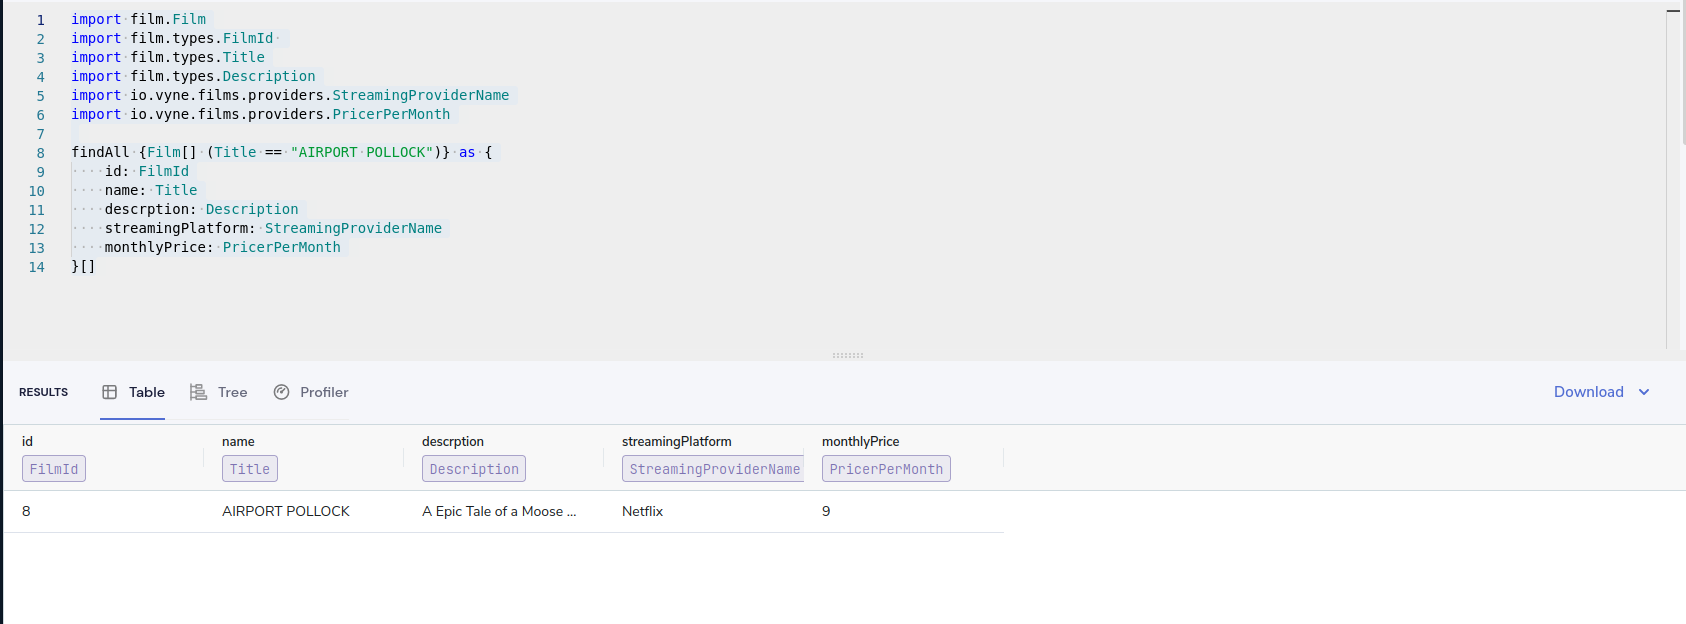 1 import film.Film
2 import film.types.FilmId
3 import film.types.Title
4 import film.types.Description
5 import io.vyne.films.providers.StreamingProviderName
6 import io.vyne.films.providers.PricerPerMonth
7
8 findAll {Film[] (Title == "AIRPORT POLLOCK")} as {
9     id: FilmId
10     name: Title
11     descrption: Description
12     streamingPlatform: StreamingProviderName
13     monthlyPrice: PricerPerMonth
14 }[]
RESULTS Table Tree Profiler Download
id name descrption streamingPlatform monthlyPrice
FilmId Title Description StreamingProviderName PricerPerMonth
8 AIRPORT POLLOCK A Epic Tale of a Moose ... Netflix 9